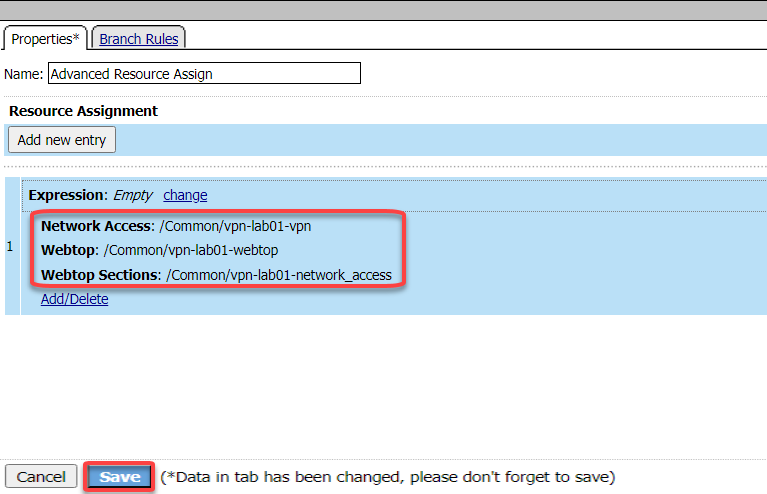 Properties* Branch Rules
Name: Advanced Resource Assign
Resource Assignment
Add new entry
Expression: Empty change
Network Access: /Common/vpn-lab01-vpn
1 Webtop: /Common/vpn-lab01-webtop
Webtop Sections: /Common/vpn-lab01-network_access
Add/Delete
Cancel Save (*Data in tab has been changed, please don't forget to save)